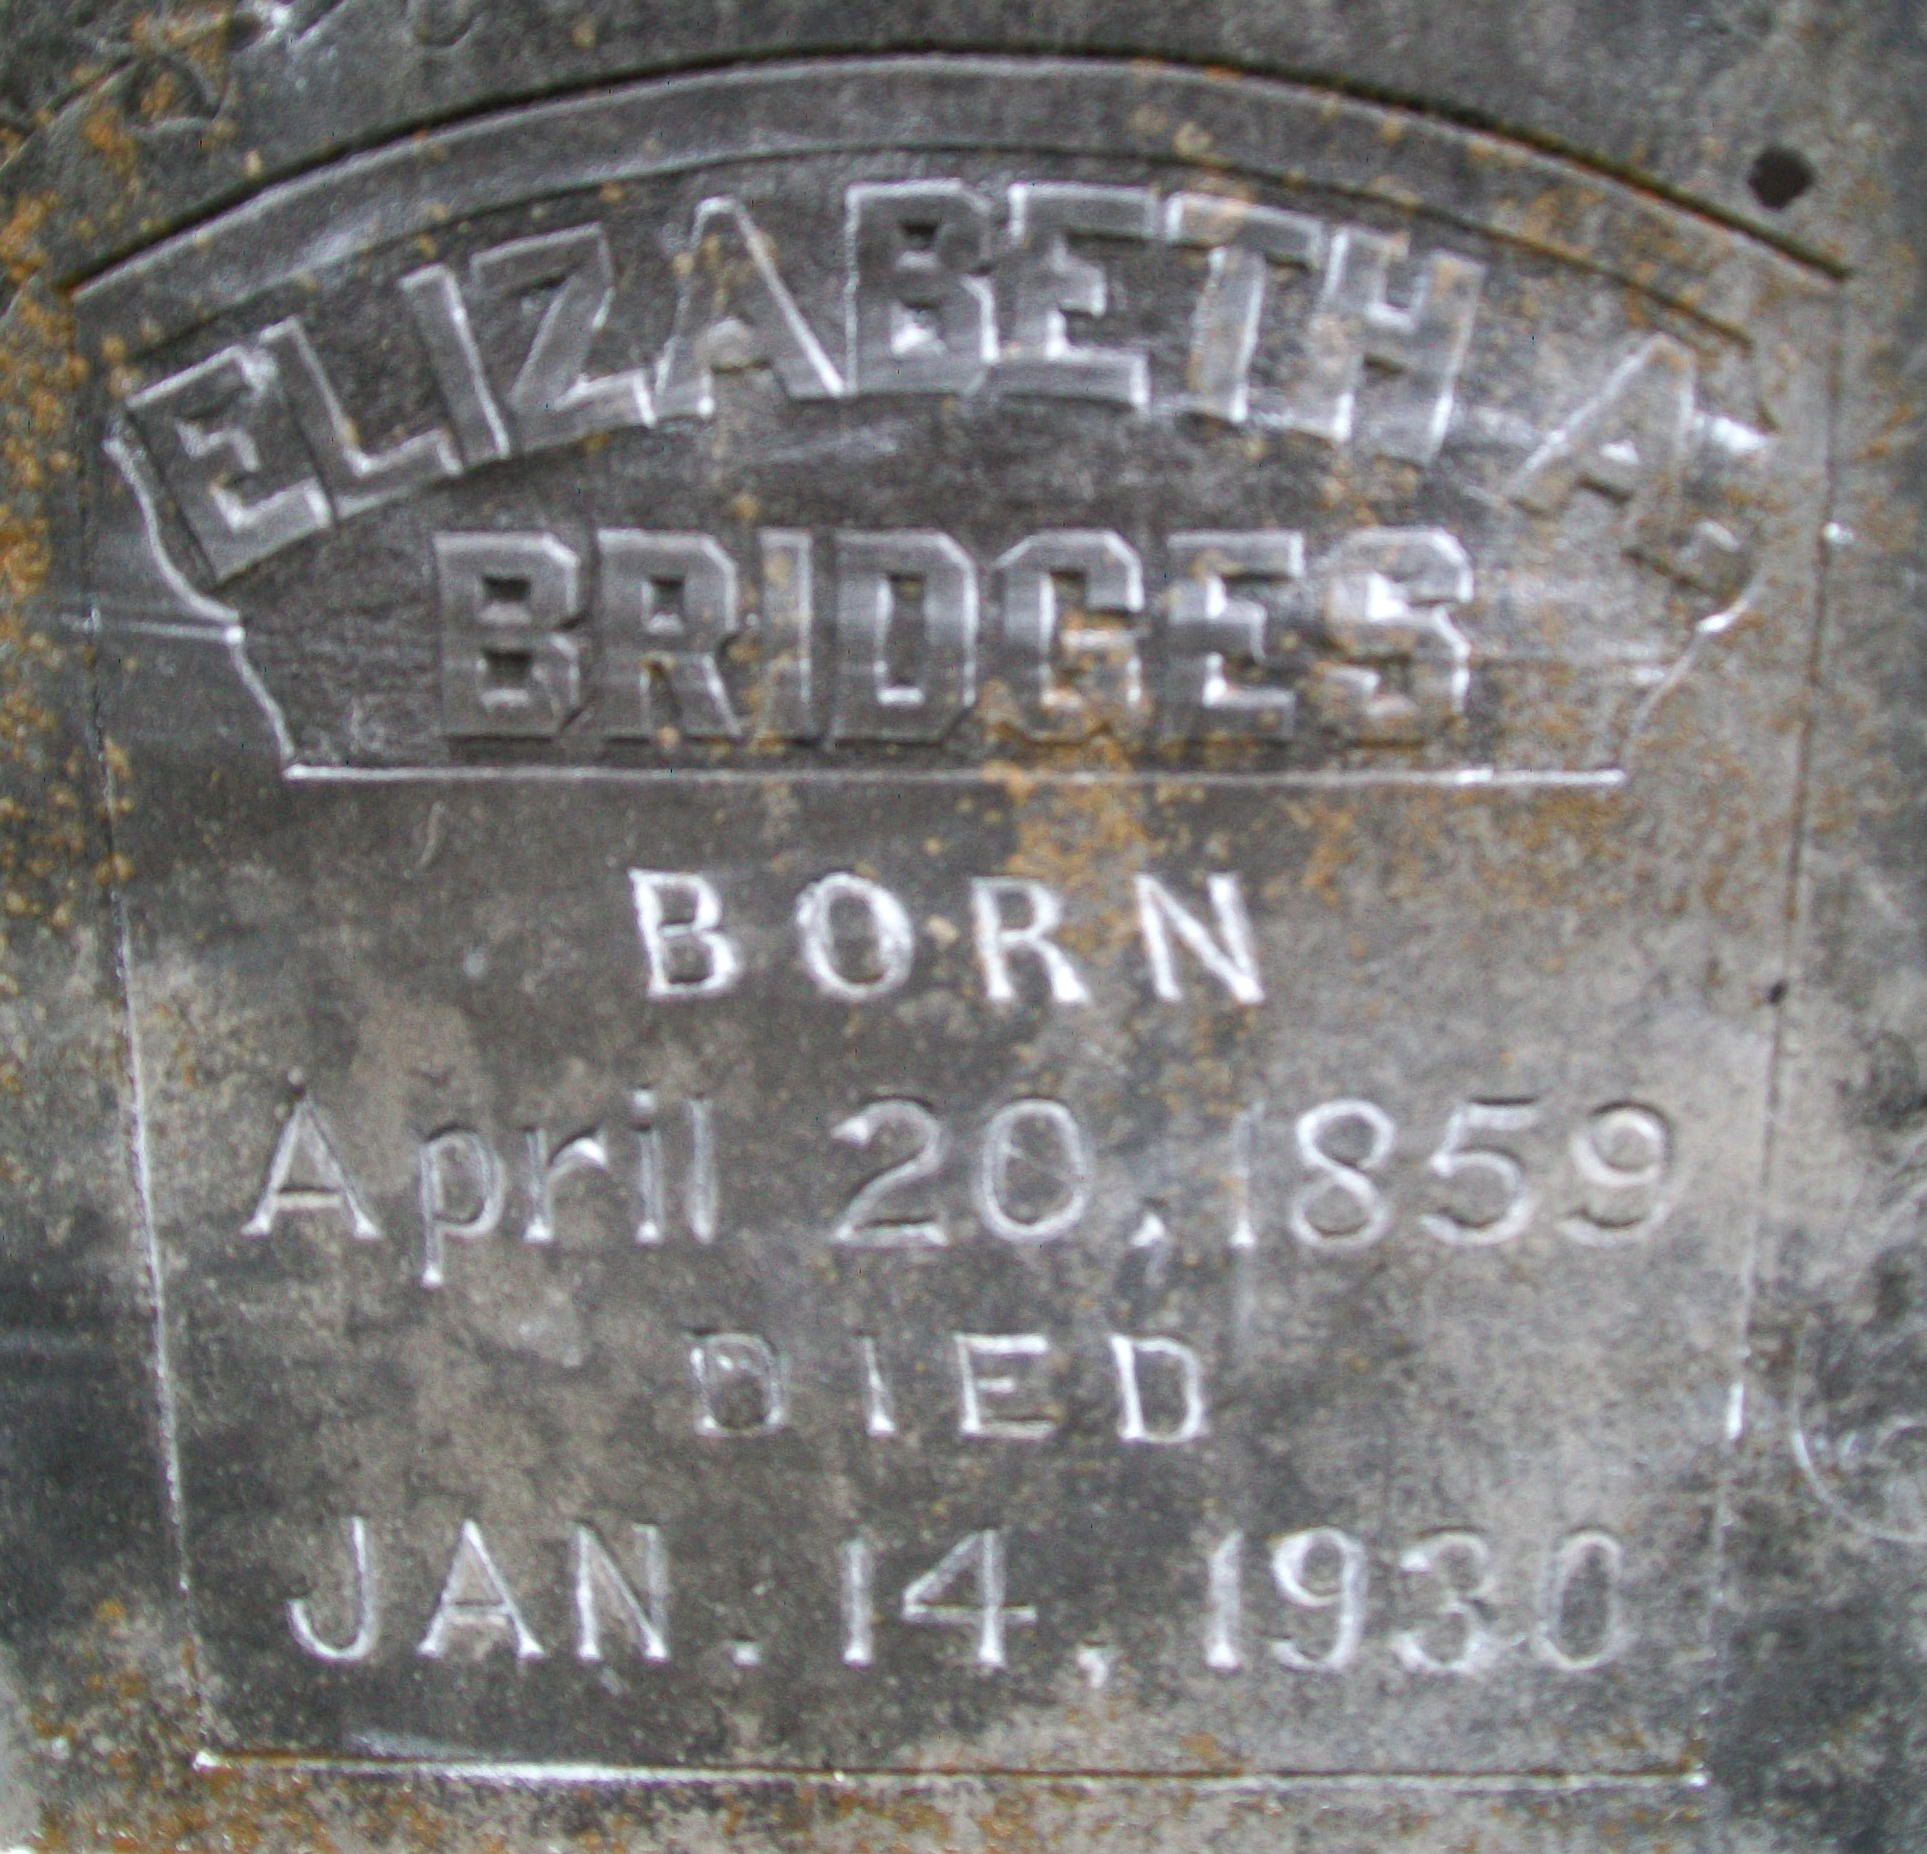 ELIZABETH A.
BRIDGES
BORN
April 20, 1859
DIED
JAN. 14, 1930